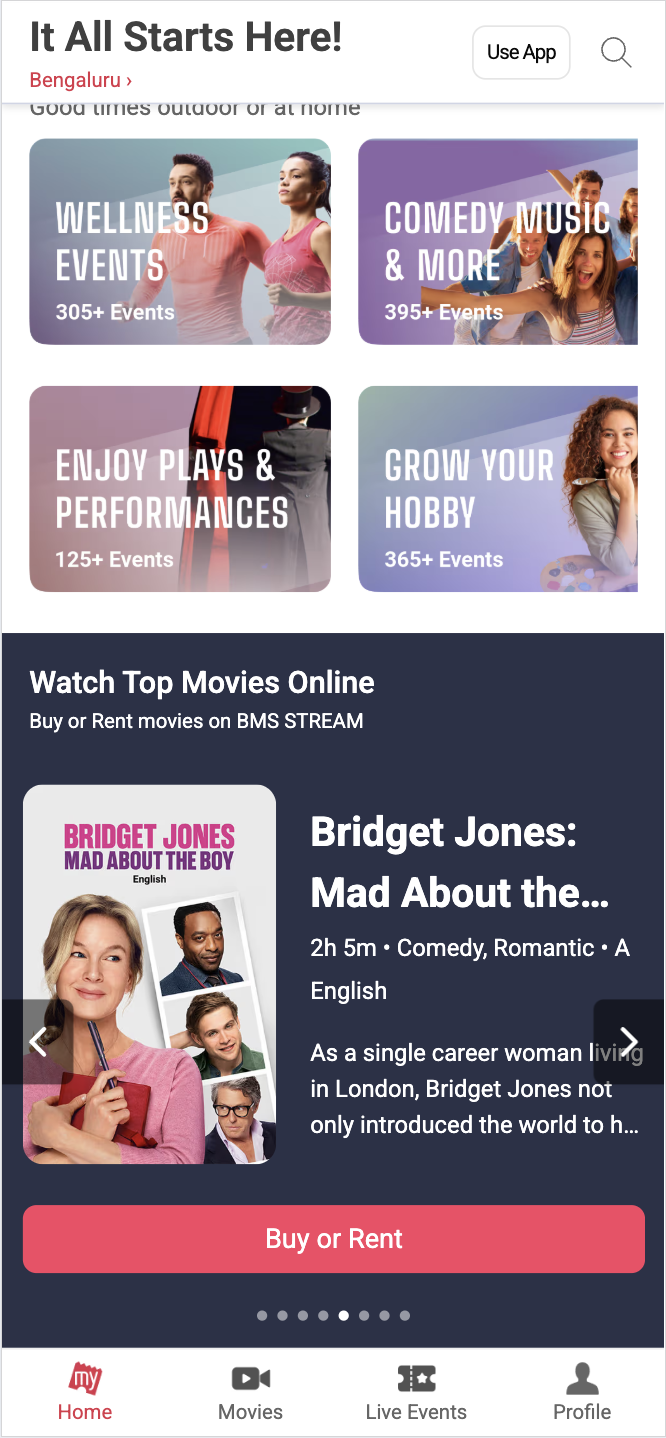 It All Starts Here!
Bengaluru ›
Use App
Good times outdoor or at home
WELLNESS
EVENTS
305+ Events
COMEDY MUSIC
& MORE
395+ Events
ENJOY PLAYS &
PERFORMANCES
125+ Events
GROW YOUR
HOBBY
365+ Events
Watch Top Movies Online
Buy or Rent movies on BMS STREAM
BRIDGET JONES
MAD ABOUT THE BOY
English
Bridget Jones:
Mad About the...
2h 5m • Comedy, Romantic • A
English
As a single career woman living
in London, Bridget Jones not
only introduced the world to h...
Buy or Rent
my
Home
Movies
Live Events
Profile